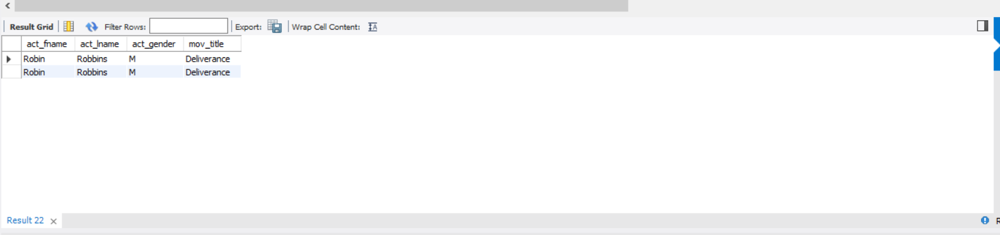 Result Grid Filter Rows: Export: Wrap Cell Content:
act_fname act_lname act_gender mov_title
Robin Robbins M Deliverance
Robin Robbins M Deliverance
Result 22 R